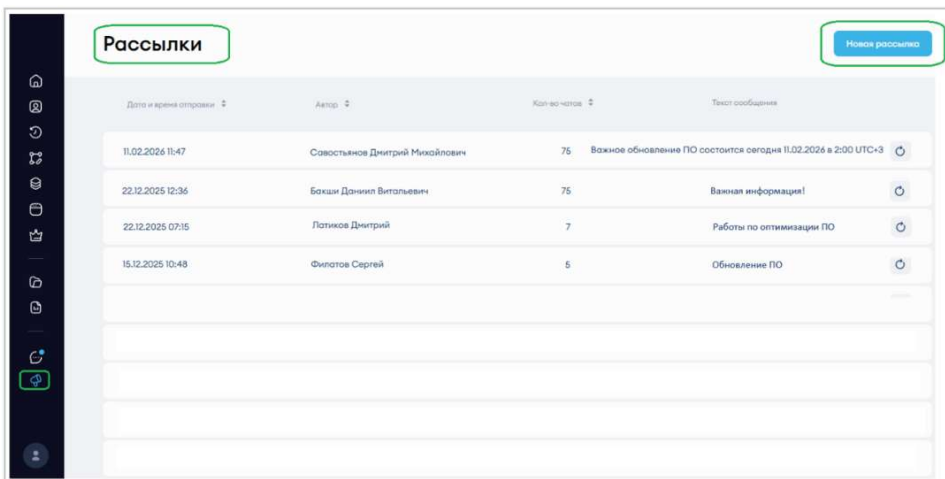 Рассылки
Новая рассылка
Дата и время отправки Автор Кол-во чатов Текст сообщения
11.02.2026 11:47 Савостьянов Дмитрий Михайлович 75 Важное обновление ПО состоится сегодня 11.02.2026 в 2:00 UTC+3
22.12.2025 12:36 Бакши Даниил Витальевич 75 Важная информация!
22.12.2025 07:15 Латиков Дмитрий 7 Работы по оптимизации ПО
15.12.2025 10:48 Филатов Сергей 5 Обновление ПО